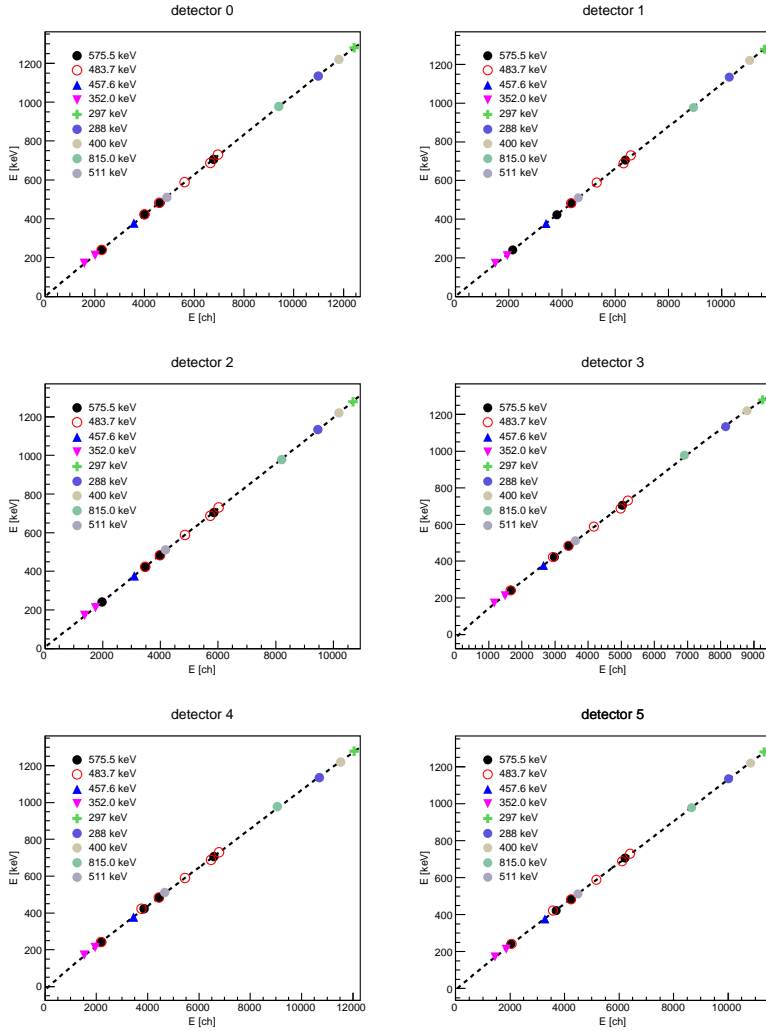 detector 0
E [keV]
1200
1000
800
600
400
200
0
575.5 keV
483.7 keV
457.6 keV
352.0 keV
297 keV
288 keV
400 keV
815.0 keV
511 keV
0 2000 4000 6000 8000 10000 12000
E [ch]
detector 1
E [keV]
1200
1000
800
600
400
200
0
575.5 keV
483.7 keV
457.6 keV
352.0 keV
297 keV
288 keV
400 keV
815.0 keV
511 keV
0 2000 4000 6000 8000 10000
E [ch]
detector 2
E [keV]
1200
1000
800
600
400
200
0
575.5 keV
483.7 keV
457.6 keV
352.0 keV
297 keV
288 keV
400 keV
815.0 keV
511 keV
0 2000 4000 6000 8000 10000
E [ch]
detector 3
E [keV]
1200
1000
800
600
400
200
0
575.5 keV
483.7 keV
457.6 keV
352.0 keV
297 keV
288 keV
400 keV
815.0 keV
511 keV
0 1000 2000 3000 4000 5000 6000 7000 8000 9000
E [ch]
detector 4
E [keV]
1200
1000
800
600
400
200
0
575.5 keV
483.7 keV
457.6 keV
352.0 keV
297 keV
288 keV
400 keV
815.0 keV
511 keV
0 2000 4000 6000 8000 10000 12000
E [ch]
detector 5
E [keV]
1200
1000
800
600
400
200
0
575.5 keV
483.7 keV
457.6 keV
352.0 keV
297 keV
288 keV
400 keV
815.0 keV
511 keV
0 2000 4000 6000 8000 10000
E [ch]